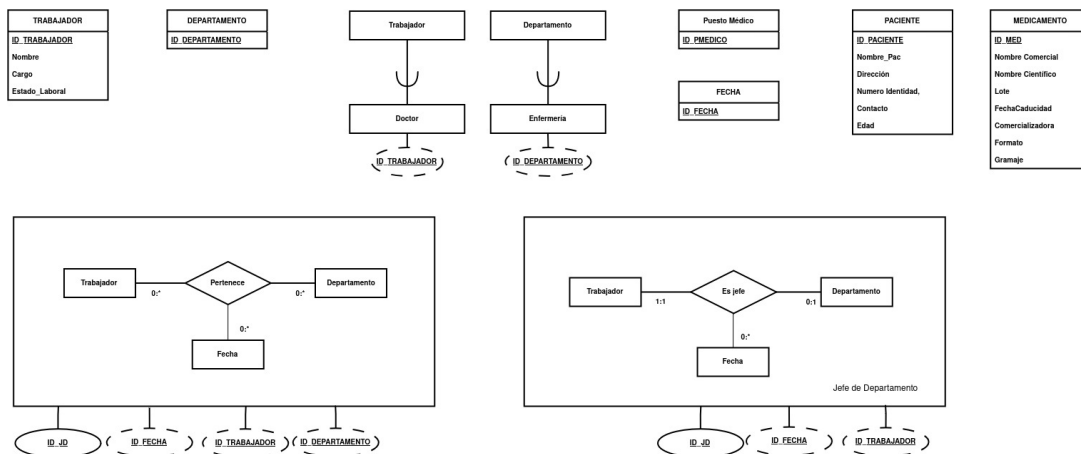 TRABAJADOR
ID_TRABAJADOR
Nombre
Cargo
Estado_Laboral
DEPARTAMENTO
ID_DEPARTAMENTO
Trabajador
Doctor
ID_TRABAJADOR
Departamento
Enfermería
ID_DEPARTAMENTO
Puesto Médico
ID_PMEDICO
FECHA
ID_FECHA
PACIENTE
ID_PACIENTE
Nombre_Pac
Dirección
Numero Identidad,
Contacto
Edad
MEDICAMENTO
ID_MED
Nombre Comercial
Nombre Cientifico
Lote
FechaCaducidad
Comercializadora
Formato
Gramaje
Trabajador
0:*
Pertenece
0:*
Departamento
0:*
Fecha
ID_JD
ID_FECHA
ID_TRABAJADOR
ID_DEPARTAMENTO
Trabajador
1:1
Es jefe
0:1
Departamento
0:*
Fecha
Jefe de Departamento
ID_JD
ID_FECHA
ID_TRABAJADOR